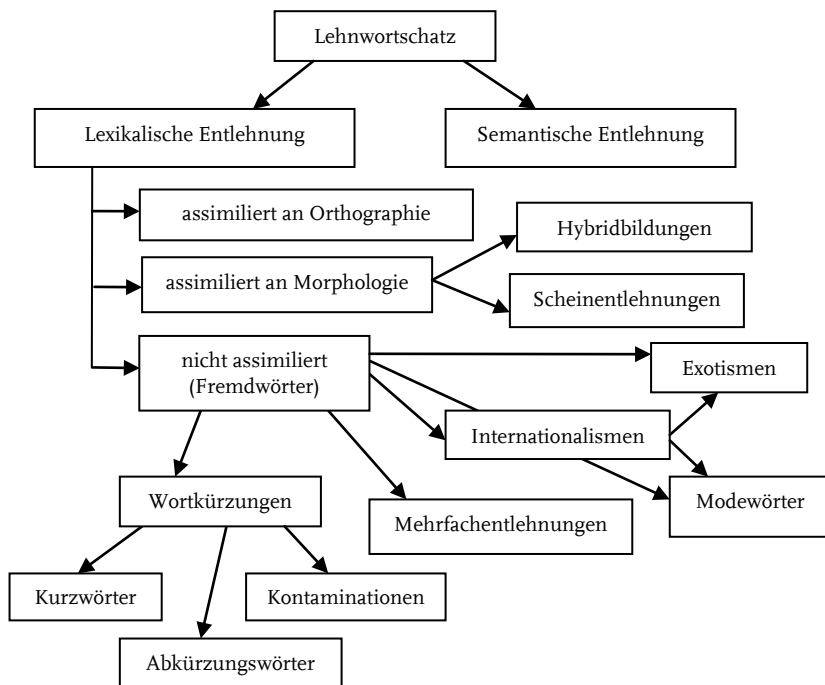 Lehnwortschatz
Lexikalische Entlehnung
Semantische Entlehnung
assimiliert an Orthographie
Hybridbildungen
assimiliert an Morphologie
Scheinentlehnungen
nicht assimiliert
(Fremdwörter)
Exotismen
Internationalismen
Wortkürzungen
Mehrfachentlehnungen
Modewörter
Kurzwörter
Kontaminationen
Abkürzungswörter